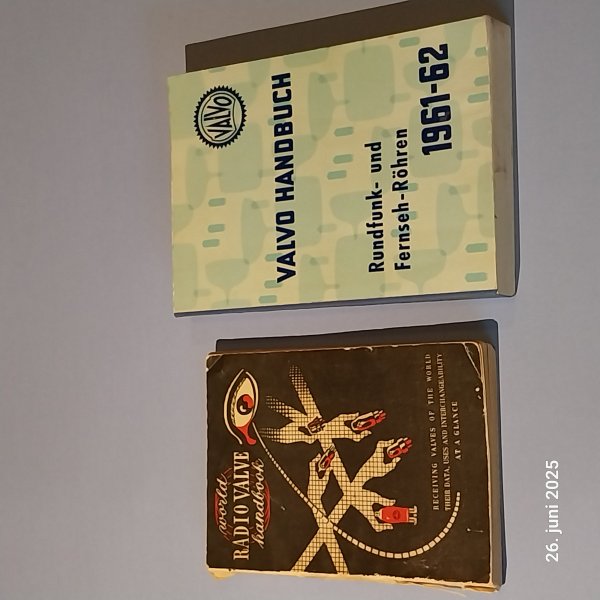 VALVO
VALVO HANDBUCH
Rundfunk- und
Fernseh-Röhren
1961-62
world
RADIO VALVE
handbook
RECEIVING VALVES OF THE WORLD
THEIR DATA, USES AND INTERCHANGEABILITY
AT A GLANCE
26. juni 2025